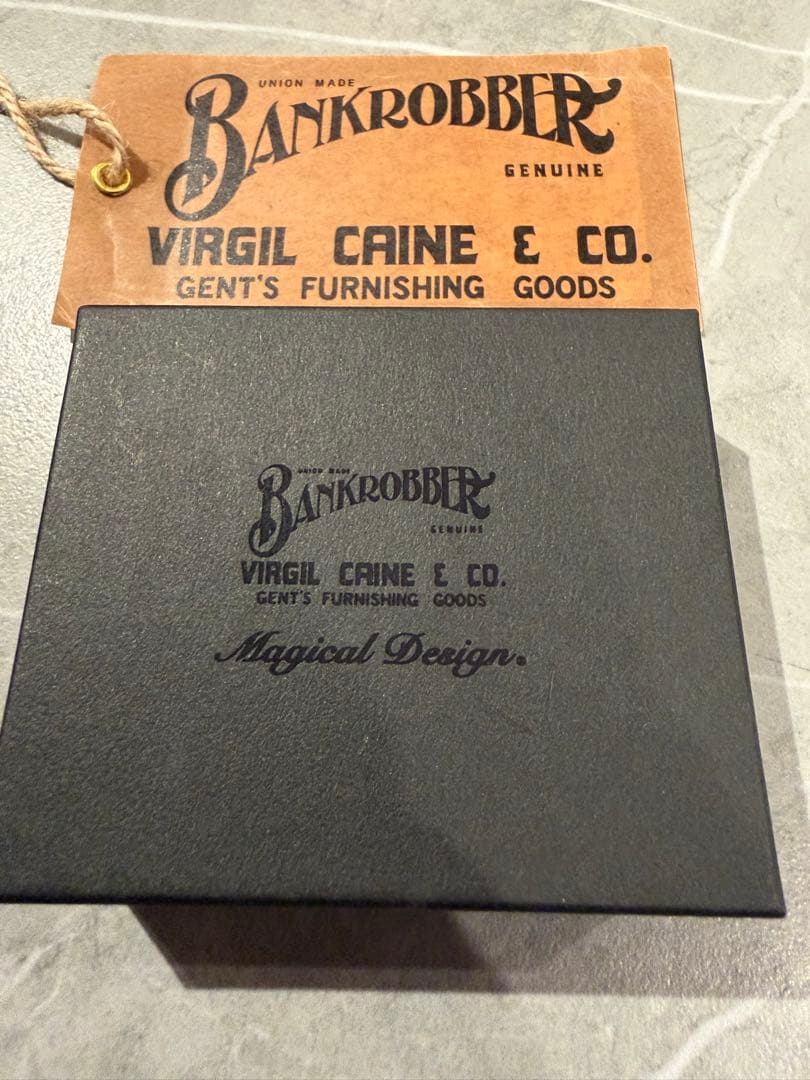 UNION MADE
BANKROBBER
GENUINE
VIRGIL CAINE & CO.
GENT'S FURNISHING GOODS
UNION MADE
BANKROBBER
GENUINE
VIRGIL CAINE & CO.
GENT'S FURNISHING GOODS
Magical Design®